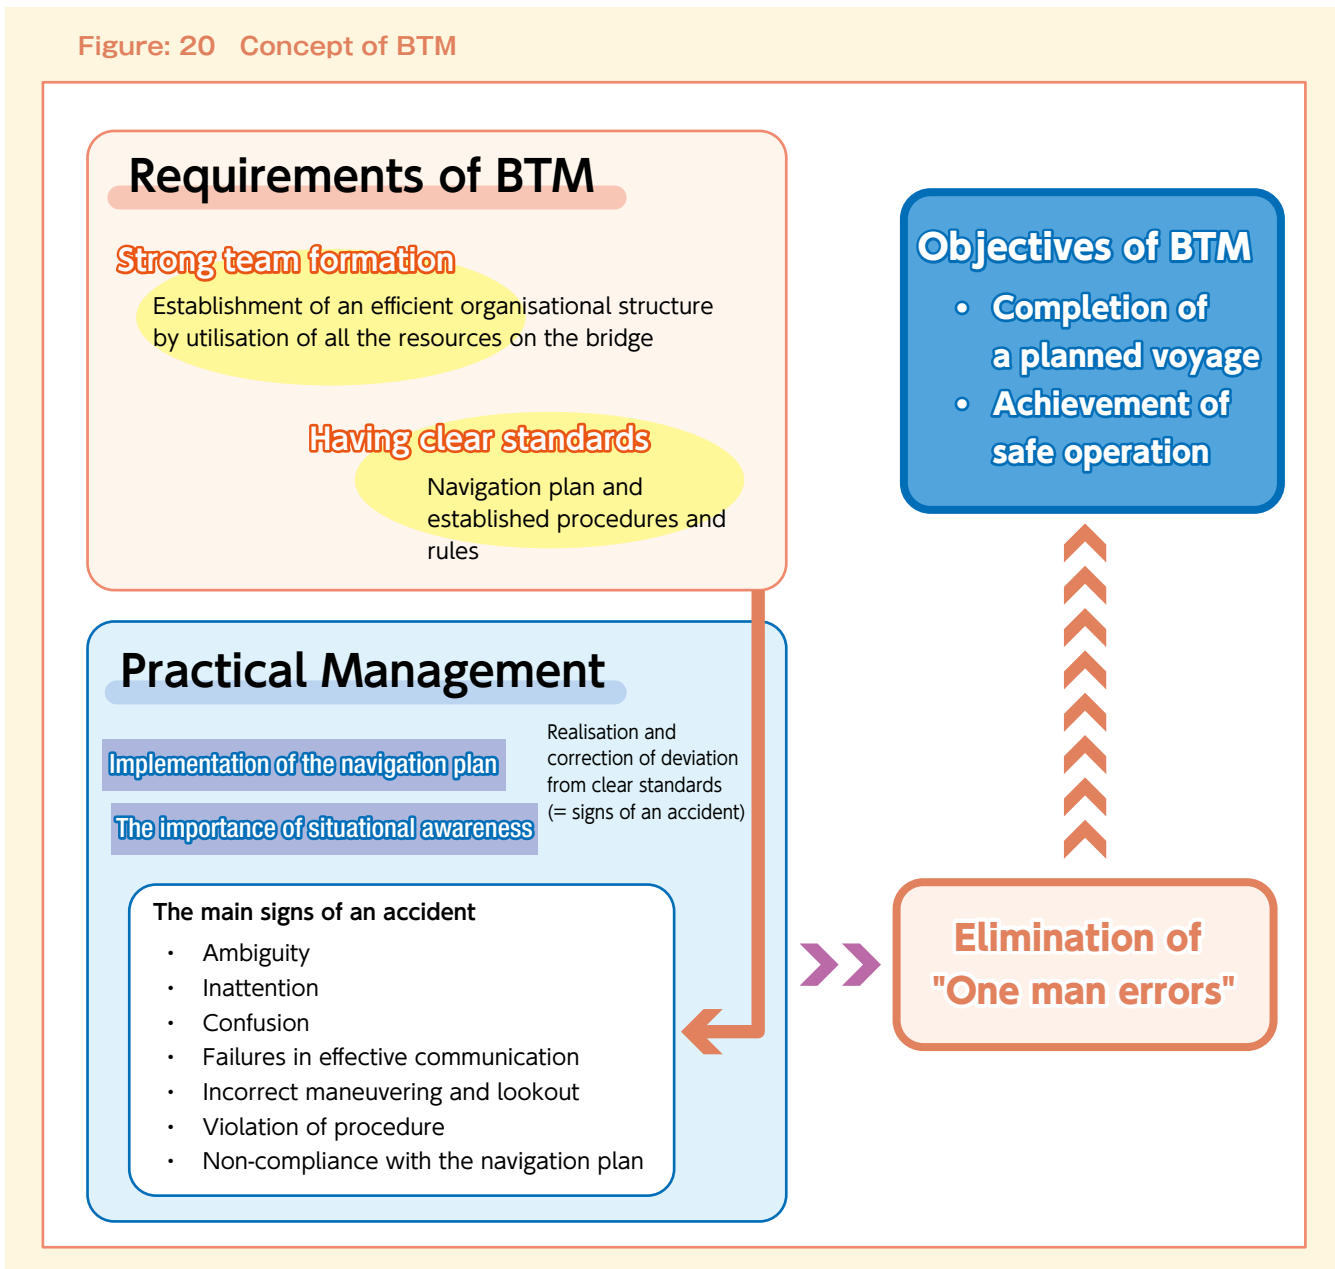 Figure: 20 Concept of BTM
Requirements of BTM
Strong team formation
Establishment of an efficient organisational structure
by utilisation of all the resources on the bridge
Having clear standards
Navigation plan and
established procedures and
rules
Practical Management
Implementation of the navigation plan
The importance of situational awareness
Realisation and
correction of deviation
from clear standards
(= signs of an accident)
The main signs of an accident
・ Ambiguity
・ Inattention
・ Confusion
・ Failures in effective communication
・ Incorrect maneuvering and lookout
・ Violation of procedure
・ Non-compliance with the navigation plan
Objectives of BTM
• Completion of
a planned voyage
• Achievement of
safe operation
Elimination of
"One man errors"